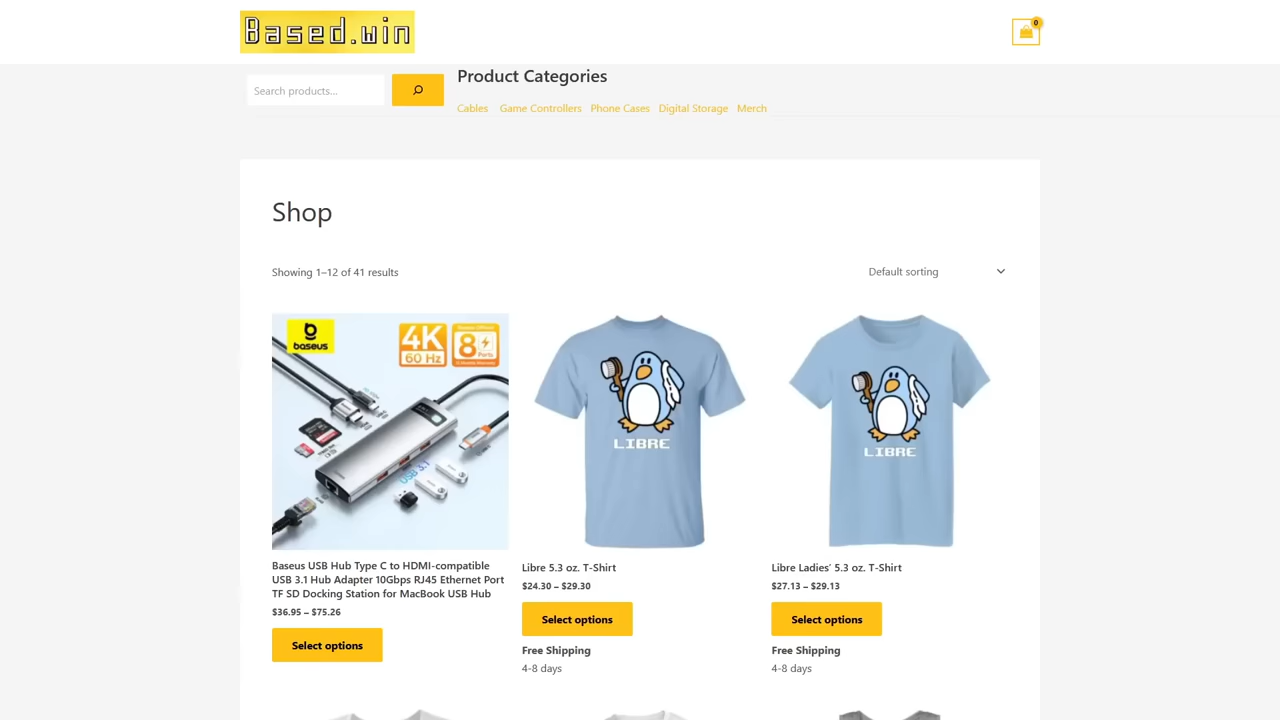 Based.win
0
Search products...
Product Categories
Cables Game Controllers Phone Cases Digital Storage Merch
Shop
Showing 1–12 of 41 results
Default sorting
baseus
4K
60 Hz
8
Ports
USB 3.1
LIBRE
LIBRE
Baseus USB Hub Type C to HDMI-compatible
USB 3.1 Hub Adapter 10Gbps RJ45 Ethernet Port
TF SD Docking Station for MacBook USB Hub
$36.95 – $75.26
Select options
Libre 5.3 oz. T-Shirt
$24.30 – $29.30
Select options
Free Shipping
4-8 days
Libre Ladies’ 5.3 oz. T-Shirt
$27.13 – $29.13
Select options
Free Shipping
4-8 days